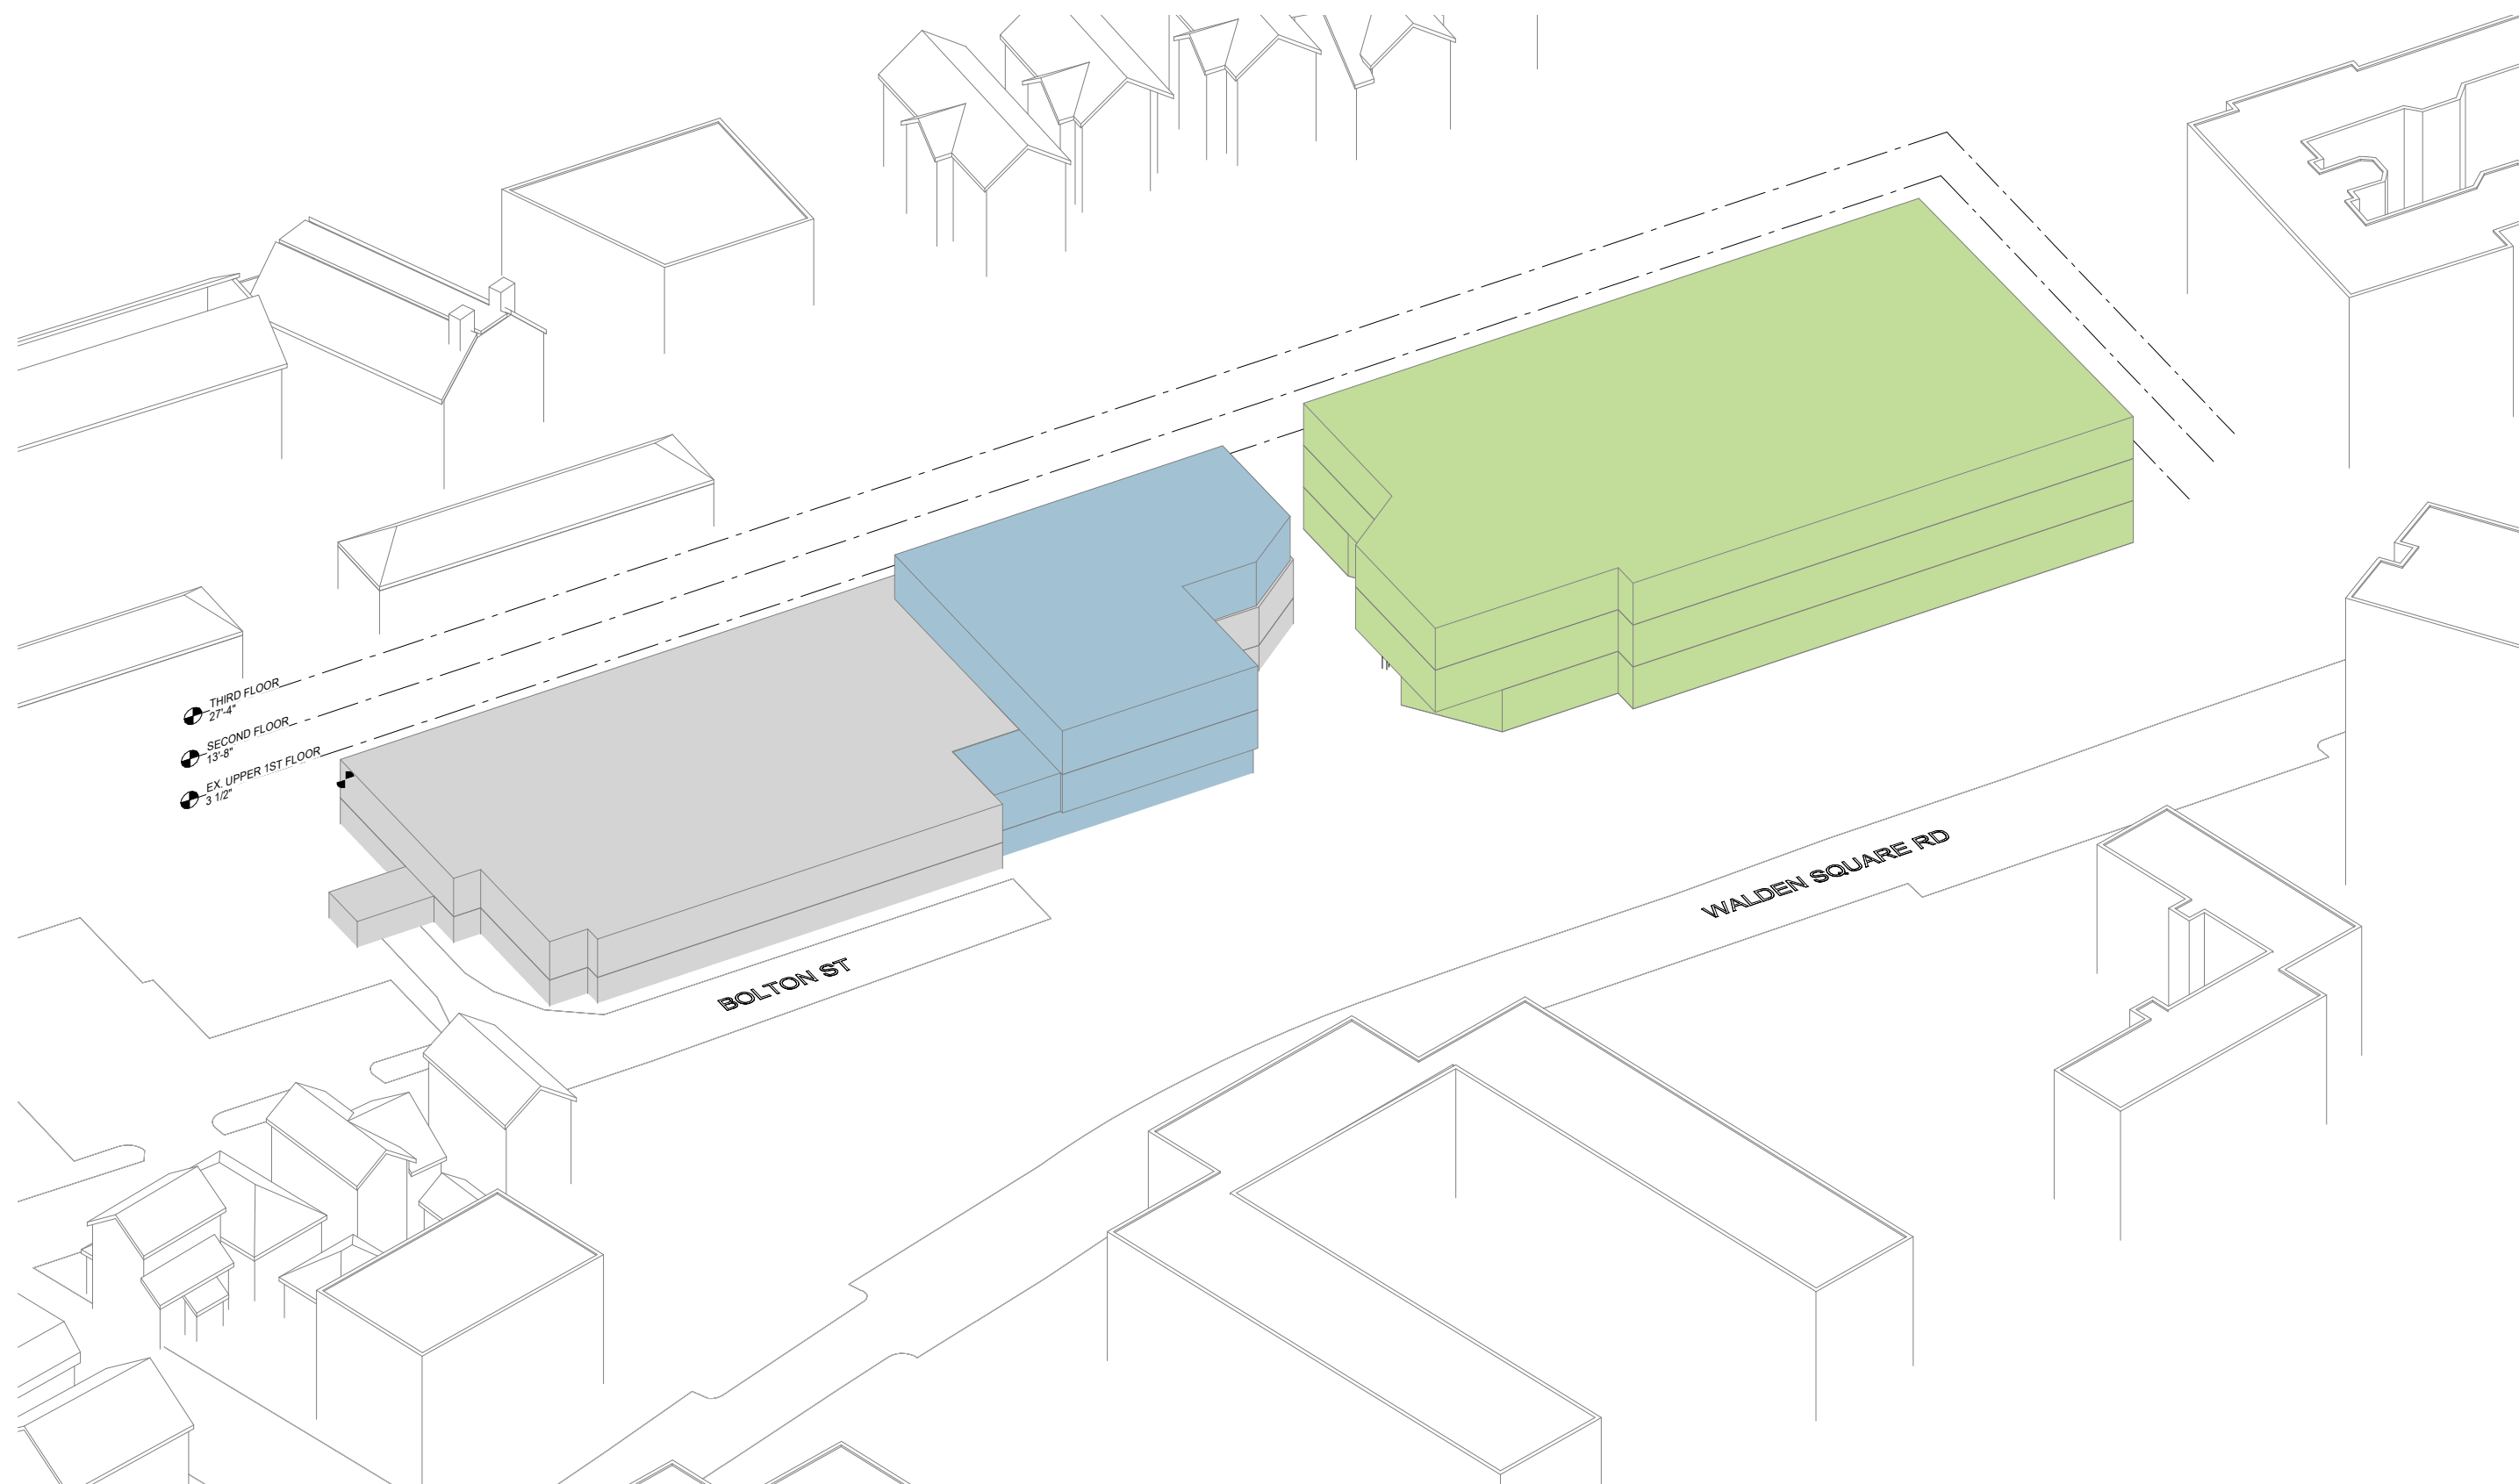 THIRD FLOOR
27'-4"
SECOND FLOOR
13'-8"
EX. UPPER 1ST FLOOR
3 1/2"
BOLTON ST
WALDEN SQUARE RD